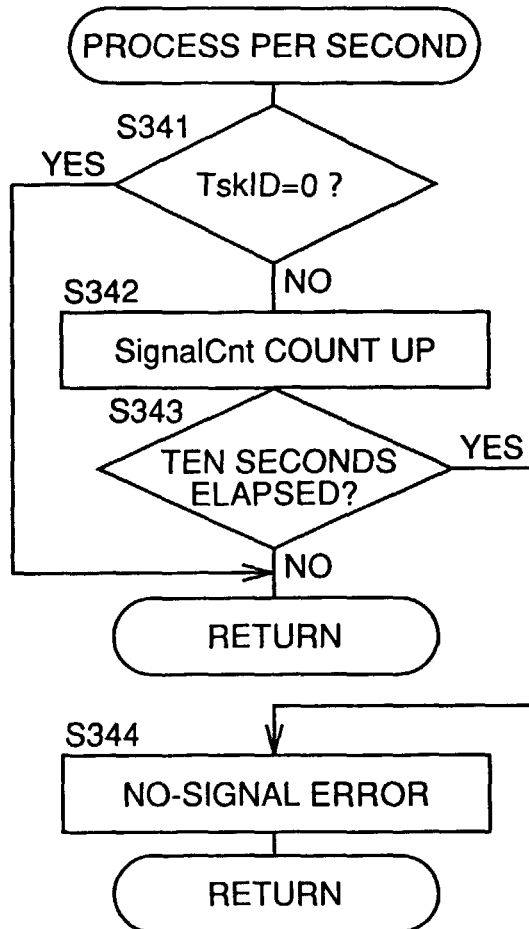 PROCESS PER SECOND
S341
YES
TskID=0 ?
NO
S342
SignalCnt COUNT UP
S343
YES
TEN SECONDS
ELAPSED?
NO
RETURN
S344
NO-SIGNAL ERROR
RETURN